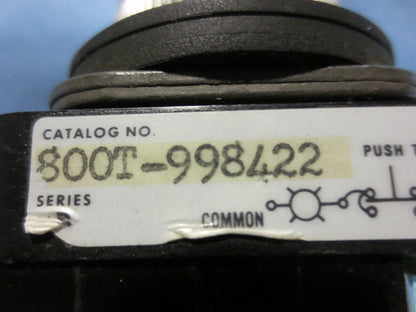 CATALOG NO.
800T-998422
PUSH T
SERIES
COMMON